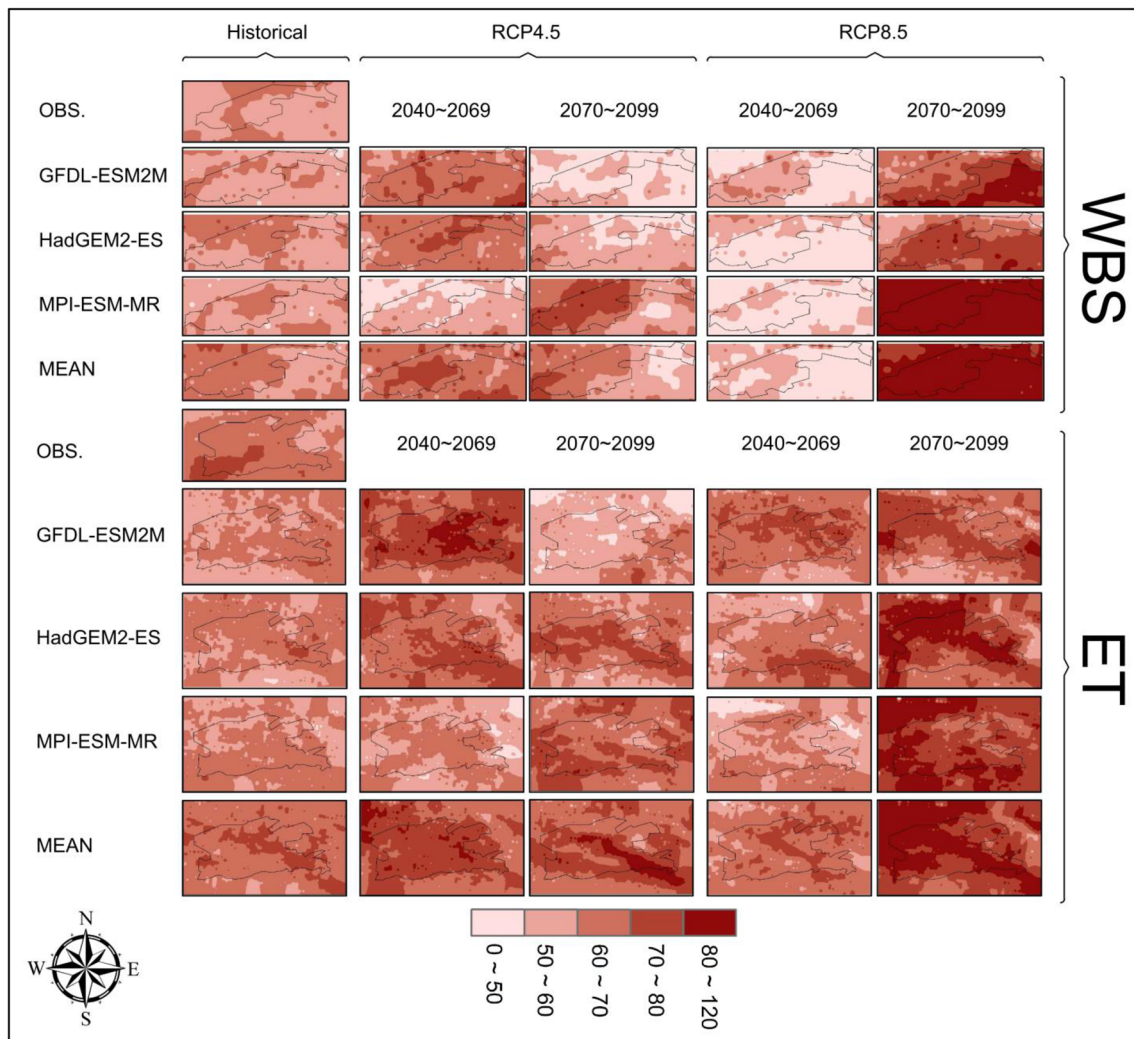 Historical RCP4.5 RCP8.5
OBS. 2040~2069 2070~2099 2040~2069 2070~2099
GFDL-ESM2M
HadGEM2-ES
MPI-ESM-MR
MEAN
WBS
OBS. 2040~2069 2070~2099 2040~2069 2070~2099
GFDL-ESM2M
HadGEM2-ES
MPI-ESM-MR
MEAN
ET
N
W E
S
0 ~ 50
50 ~ 60
60 ~ 70
70 ~ 80
80 ~ 120